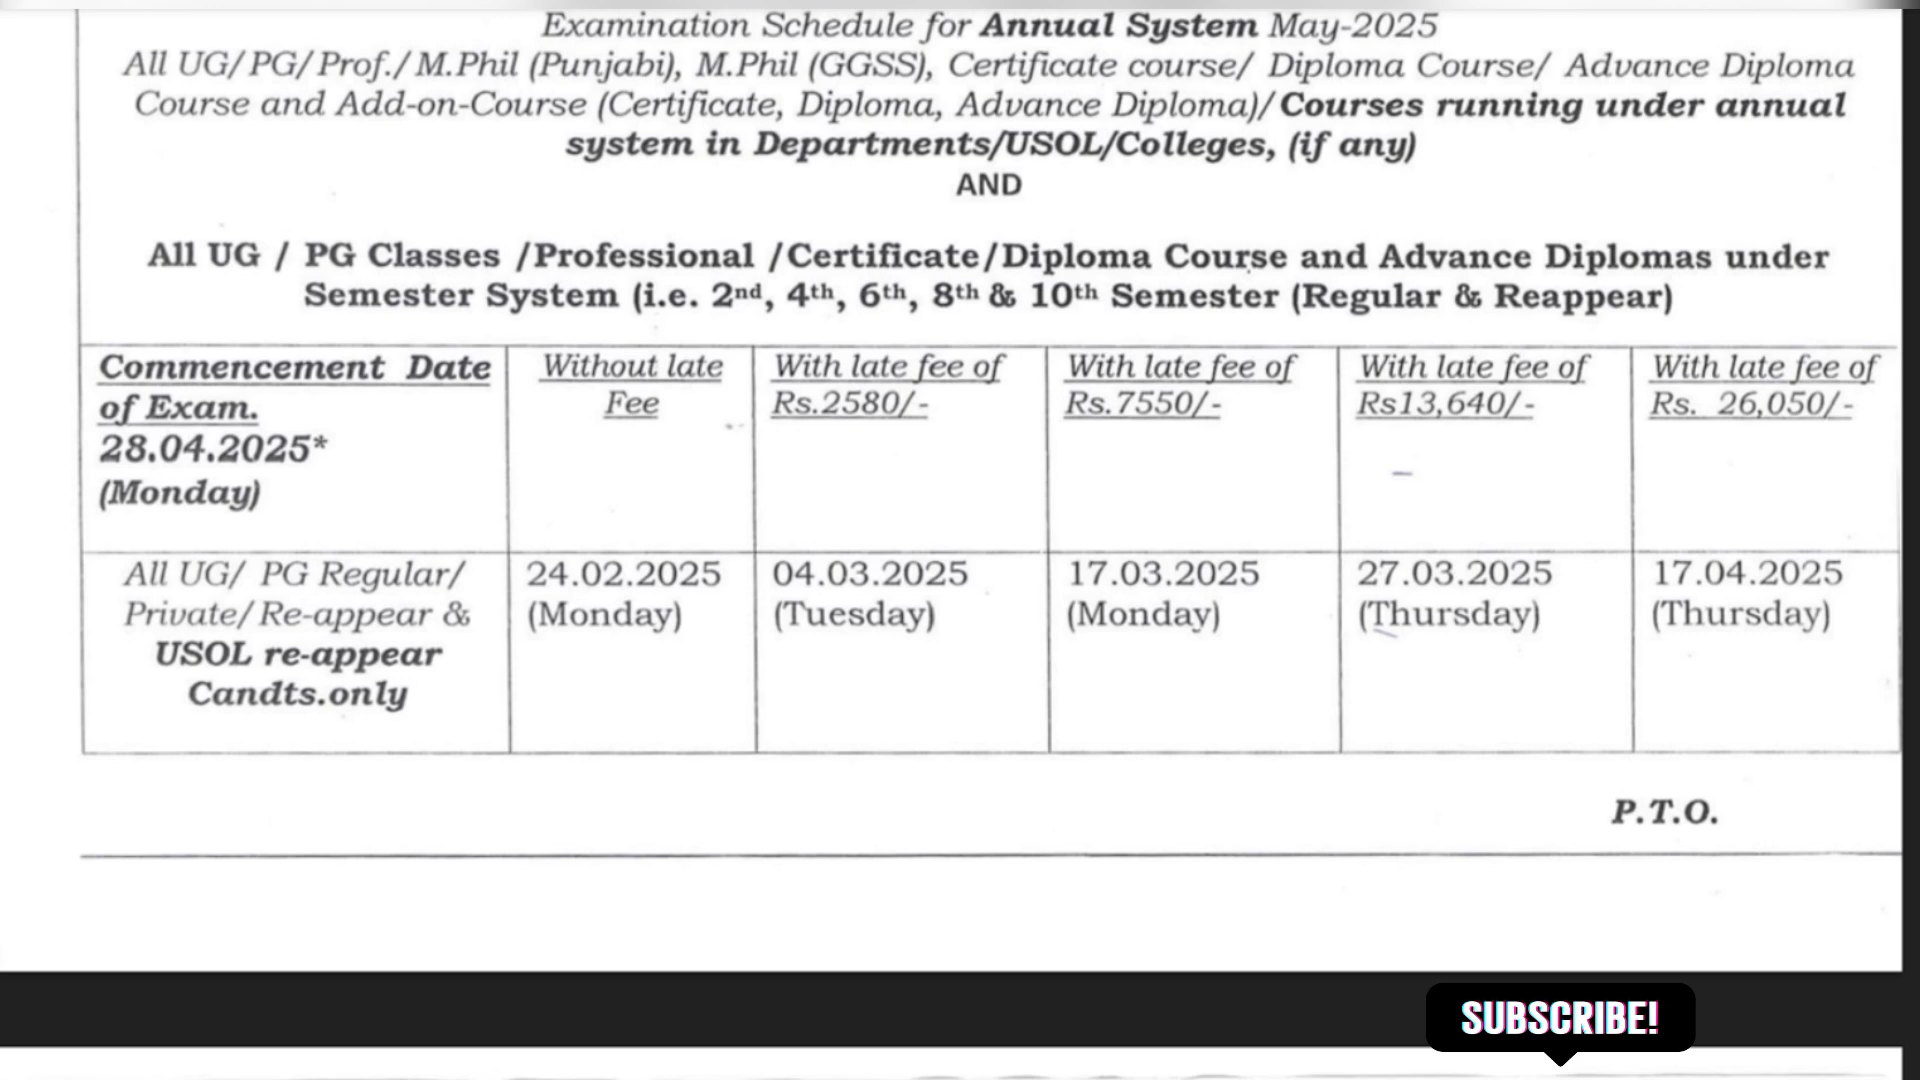 Examination Schedule for Annual System May-2025
All UG/PG/Prof./M.Phil (Punjabi), M.Phil (GGSS), Certificate course/ Diploma Course/ Advance Diploma
Course and Add-on-Course (Certificate, Diploma, Advance Diploma)/Courses running under annual
system in Departments/USOL/Colleges, (if any)
AND
All UG / PG Classes /Professional /Certificate/Diploma Course and Advance Diplomas under
Semester System (i.e. 2nd, 4th, 6th, 8th & 10th Semester (Regular & Reappear)
Commencement Date
of Exam.
28.04.2025*
(Monday)
Without late
Fee
With late fee of
Rs.2580/-
With late fee of
Rs.7550/-
With late fee of
Rs13,640/-
With late fee of
Rs. 26,050/-
All UG/ PG Regular/
Private/Re-appear &
USOL re-appear
Candts.only
24.02.2025
(Monday)
04.03.2025
(Tuesday)
17.03.2025
(Monday)
27.03.2025
(Thursday)
17.04.2025
(Thursday)
P.T.O.
SUBSCRIBE!